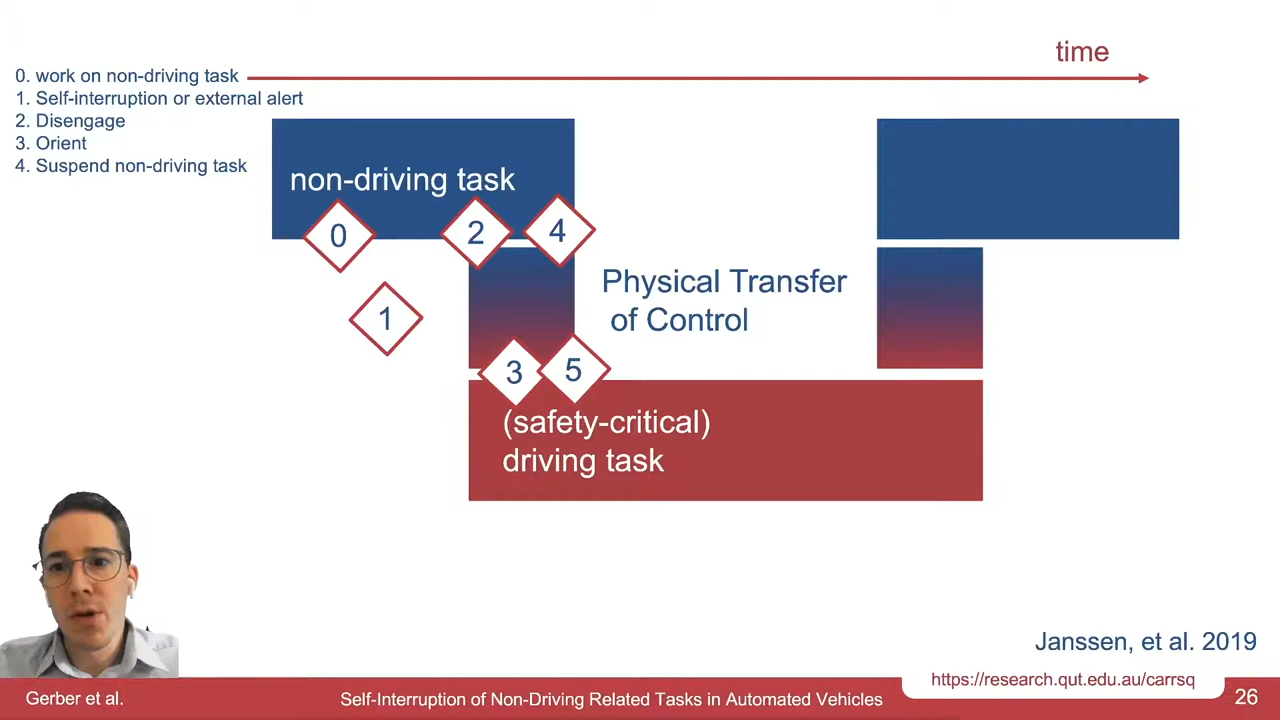 time
0. work on non-driving task
1. Self-interruption or external alert
2. Disengage
3. Orient
4. Suspend non-driving task
non-driving task
0
2
4
Physical Transfer
of Control
1
3
5
(safety-critical)
driving task
Janssen, et al. 2019
https://research.qut.edu.au/carrsq
Gerber et al.
Self-Interruption of Non-Driving Related Tasks in Automated Vehicles
26